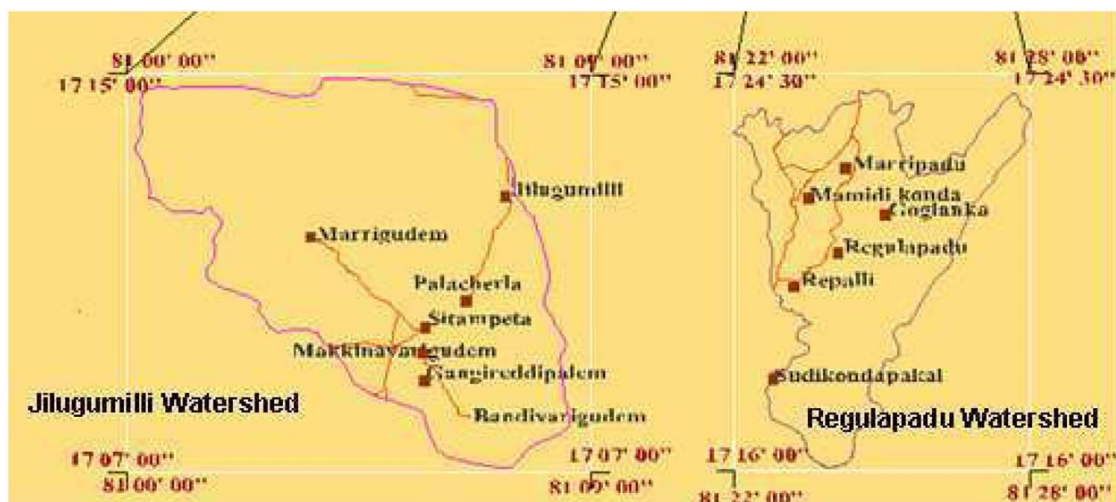 81 00' 00"
81 09' 00"
17 15' 00"
17 15' 00"
Jilugumilli
Marrigudem
Palacherla
Sitampeta
Makkinavarigudem
Gangireddipalem
Bandivarigudem
Jilugumilli Watershed
17 07' 00"
17 07' 00"
81 00' 00"
81 09' 00"
81 22' 00"
81 28' 00"
17 24' 30"
17 24' 30"
Marripadu
Mamidi konda
Goglanka
Regulapadu
Repalli
Sudikondapakal
Regulapadu Watershed
17 16' 00"
17 16' 00"
81 22' 00"
81 28' 00"